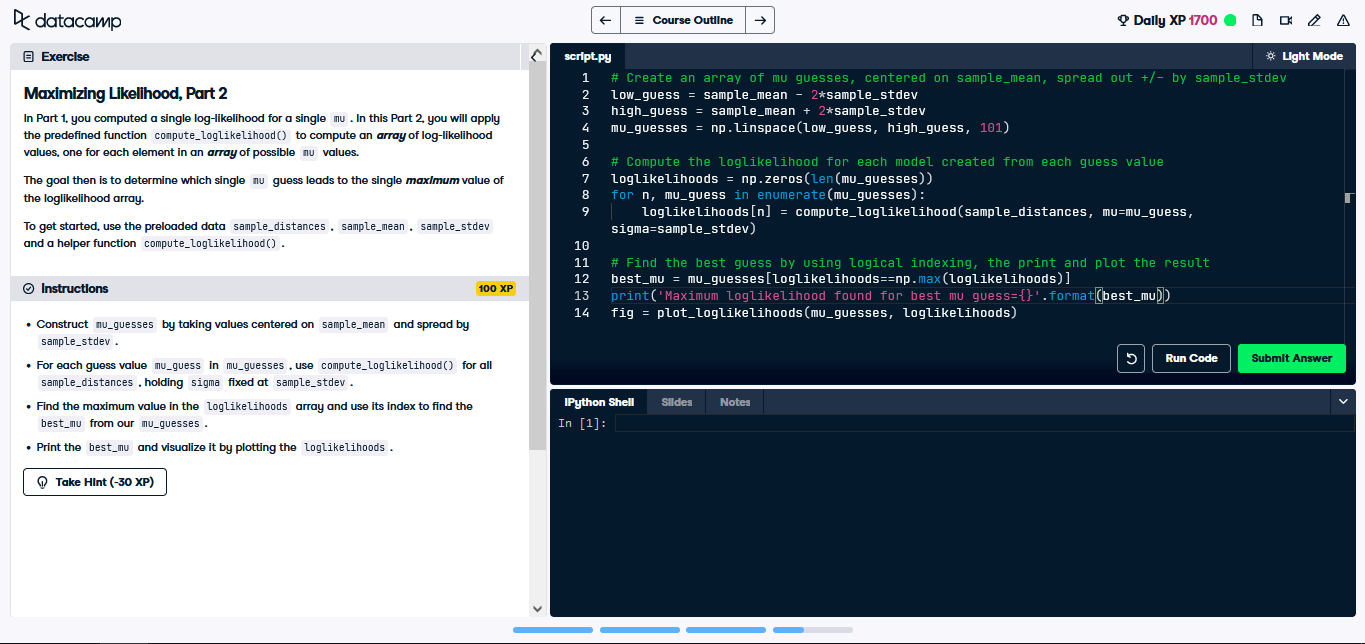 datacamp
Course Outline
Daily XP 1700
Exercise
Maximizing Likelihood, Part 2
In Part 1, you computed a single log-likelihood for a single mu . In this Part 2, you will apply
the predefined function compute_loglikelihood() to compute an array of log-likelihood
values, one for each element in an array of possible mu values.
The goal then is to determine which single mu guess leads to the single maximum value of
the loglikelihood array.
To get started, use the preloaded data sample_distances , sample_mean , sample_stdev
and a helper function compute_loglikelihood() .
Instructions
100 XP
• Construct mu_guesses by taking values centered on sample_mean and spread by
sample_stdev .
• For each guess value mu_guess in mu_guesses , use compute_loglikelihood() for all
sample_distances , holding sigma fixed at sample_stdev .
• Find the maximum value in the loglikelihoods array and use its index to find the
best_mu from our mu_guesses .
• Print the best_mu and visualize it by plotting the loglikelihoods .
Take Hint (-30 XP)
script.py
Light Mode
1 # Create an array of mu guesses, centered on sample_mean, spread out +/- by sample_stdev
2 low_guess = sample_mean - 2*sample_stdev
3 high_guess = sample_mean + 2*sample_stdev
4 mu_guesses = np.linspace(low_guess, high_guess, 101)
5
6 # Compute the loglikelihood for each model created from each guess value
7 loglikelihoods = np.zeros(len(mu_guesses))
8 for n, mu_guess in enumerate(mu_guesses):
9     loglikelihoods[n] = compute_loglikelihood(sample_distances, mu=mu_guess,
sigma=sample_stdev)
10
11 # Find the best guess by using logical indexing, the print and plot the result
12 best_mu = mu_guesses[loglikelihoods==np.max(loglikelihoods)]
13 print('Maximum loglikelihood found for best mu guess={}'.format(best_mu))
14 fig = plot_loglikelihoods(mu_guesses, loglikelihoods)
Run Code
Submit Answer
IPython Shell
Slides
Notes
In [1]: